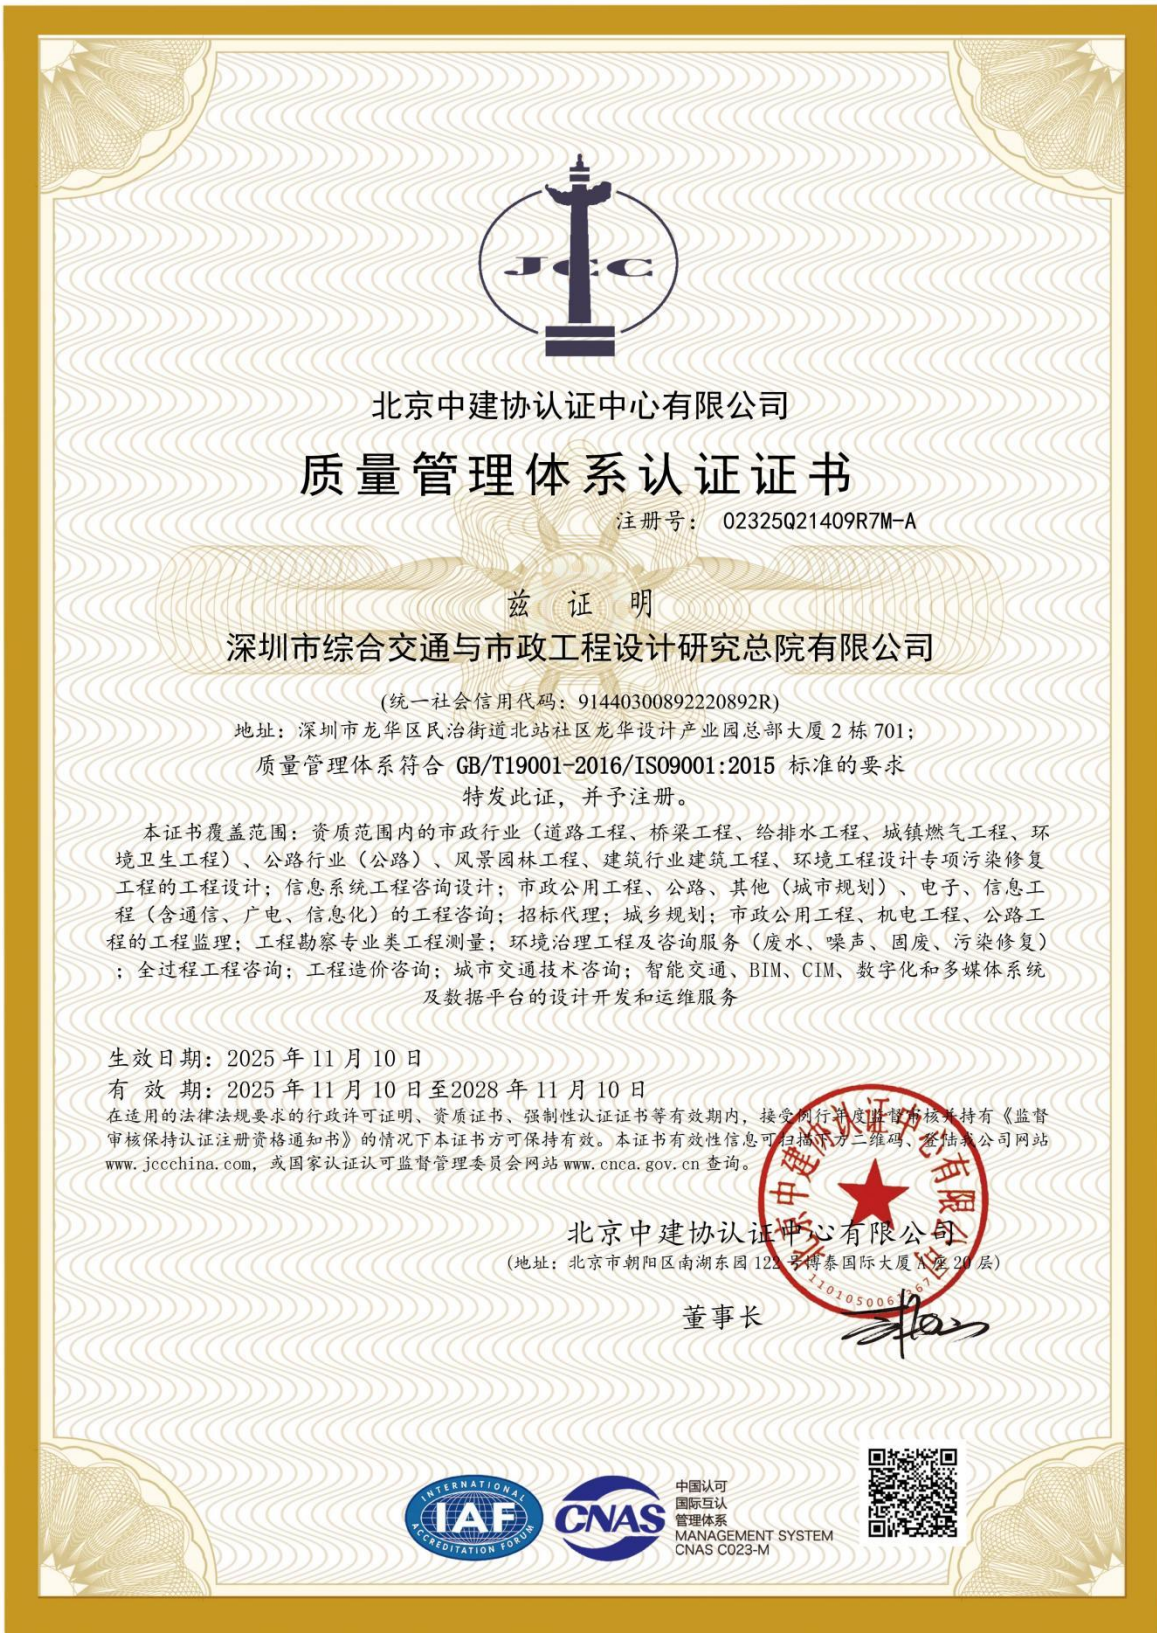 JCC
北京中建协认证中心有限公司
质量管理体系认证证书
注册号： 02325Q21409R7M-A
兹 证 明
深圳市综合交通与市政工程设计研究总院有限公司
(统一社会信用代码：91440300892220892R)
地址：深圳市龙华区民治街道北站社区龙华设计产业园总部大厦 2 栋 701；
质量管理体系符合 GB/T19001-2016/ISO9001:2015 标准的要求
特发此证，并予注册。
本证书覆盖范围：资质范围内的市政行业（道路工程、桥梁工程、给排水工程、城镇燃气工程、环
境卫生工程）、公路行业（公路）、风景园林工程、建筑行业建筑工程、环境工程设计专项污染修复
工程的工程设计；信息系统工程咨询设计；市政公用工程、公路、其他（城市规划）、电子、信息工
程（含通信、广电、信息化）的工程咨询；招标代理；城乡规划；市政公用工程、机电工程、公路工
程的工程监理；工程勘察专业类工程测量；环境治理工程及咨询服务（废水、噪声、固废、污染修复）
；全过程工程咨询；工程造价咨询；城市交通技术咨询；智能交通、BIM、CIM、数字化和多媒体系统
及数据平台的设计开发和运维服务
生效日期：2025 年 11 月 10 日
有 效 期：2025 年 11 月 10 日至2028 年 11 月 10 日
在适用的法律法规要求的行政许可证明、资质证书、强制性认证证书等有效期内，接受例行年度监督审核并持有《监督
审核保持认证注册资格通知书》的情况下本证书方可保持有效。本证书有效性信息可扫描下方二维码、登陆我公司网站
www.jccchina.com，或国家认证认可监督管理委员会网站 www.cnca.gov.cn 查询。
北京中建协认证中心有限公司
(地址：北京市朝阳区南湖东园 122 号博泰国际大厦 A 座 20 层)
北京中建协认证中心有限公司
董事长
INTERNATIONAL
IAF
ACCREDITATION FORUM
CNAS
中国认可
国际互认
管理体系
MANAGEMENT SYSTEM
CNAS C023-M